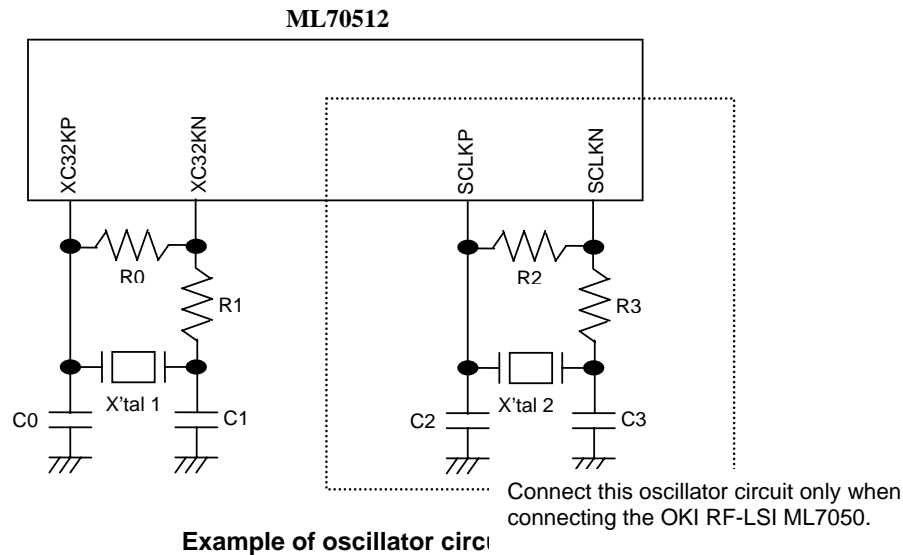 ML70512
XC32KP
XC32KN
SCLKP
SCLKN
R0
R2
R1
R3
X'tal 1
X'tal 2
C0
C1
C2
C3
Connect this oscillator circuit only when
connecting the OKI RF-LSI ML7050.
Example of oscillator